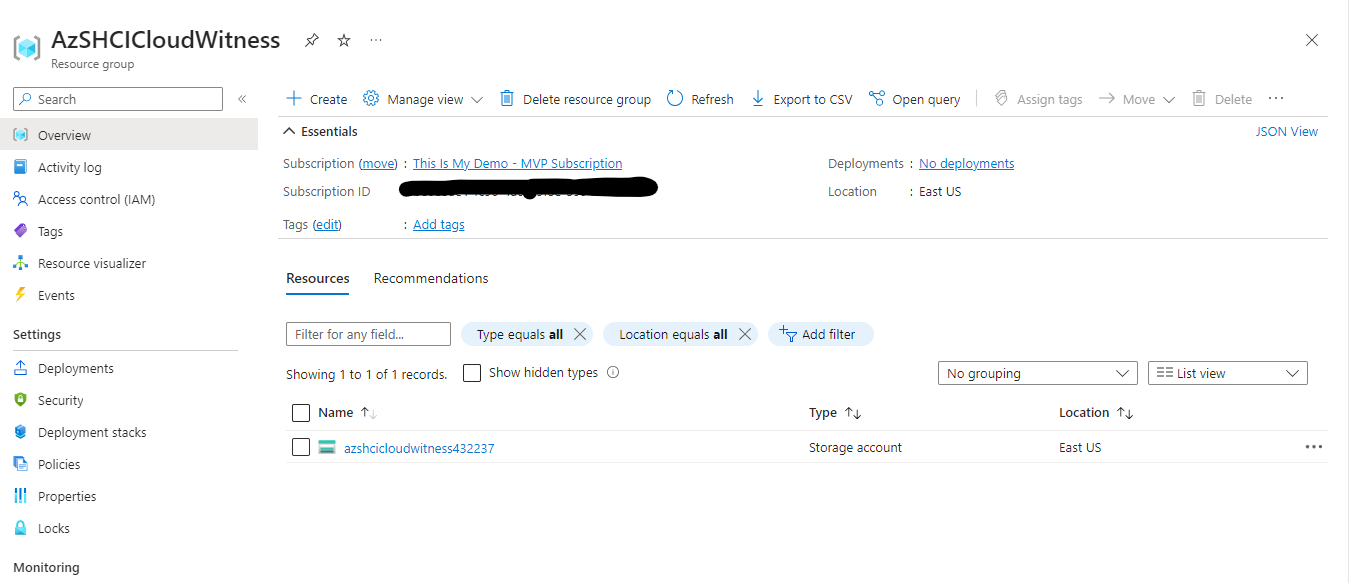 AzSHCICloudWitness
Resource group
Search
Create Manage view Delete resource group Refresh Export to CSV Open query Assign tags Move Delete
Overview
Activity log
Access control (IAM)
Tags
Resource visualizer
Events
Settings
Deployments
Security
Deployment stacks
Policies
Properties
Locks
Monitoring
Essentials
JSON View
Subscription (move) : This Is My Demo - MVP Subscription
Subscription ID
Tags (edit) : Add tags
Deployments : No deployments
Location : East US
Resources Recommendations
Filter for any field... Type equals all Location equals all Add filter
Showing 1 to 1 of 1 records. Show hidden types
No grouping List view
Name Type Location
azshcicloudwitness432237 Storage account East US